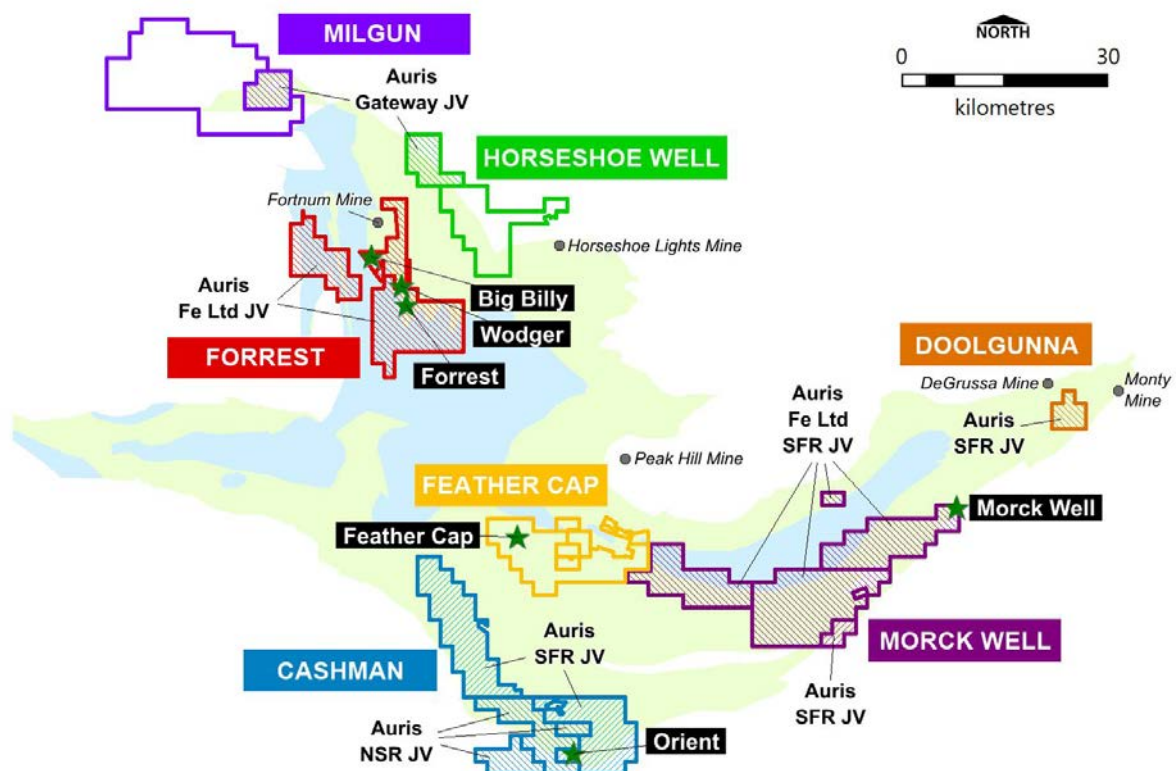 MILGUN
NORTH
0 30
kilometres
Auris
Gateway JV
HORSESHOE WELL
Fortnum Mine
Horseshoe Lights Mine
Auris
Fe Ltd JV
Big Billy
Wodger
FORREST
Forrest
DOOLGUNNA
DeGrussa Mine
Monty
Mine
Auris
Fe Ltd
SFR JV
Auris
SFR JV
Peak Hill Mine
FEATHER CAP
Feather Cap
Morck Well
Auris
SFR JV
MORCK WELL
CASHMAN
Auris
SFR JV
Auris
NSR JV
Orient